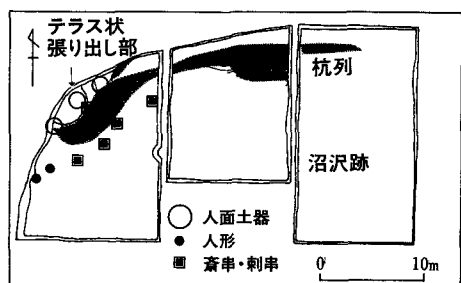 テラス状
張り出し部
杭列
沼沢跡
人面土器
人形
斎串・刺串
0 10m